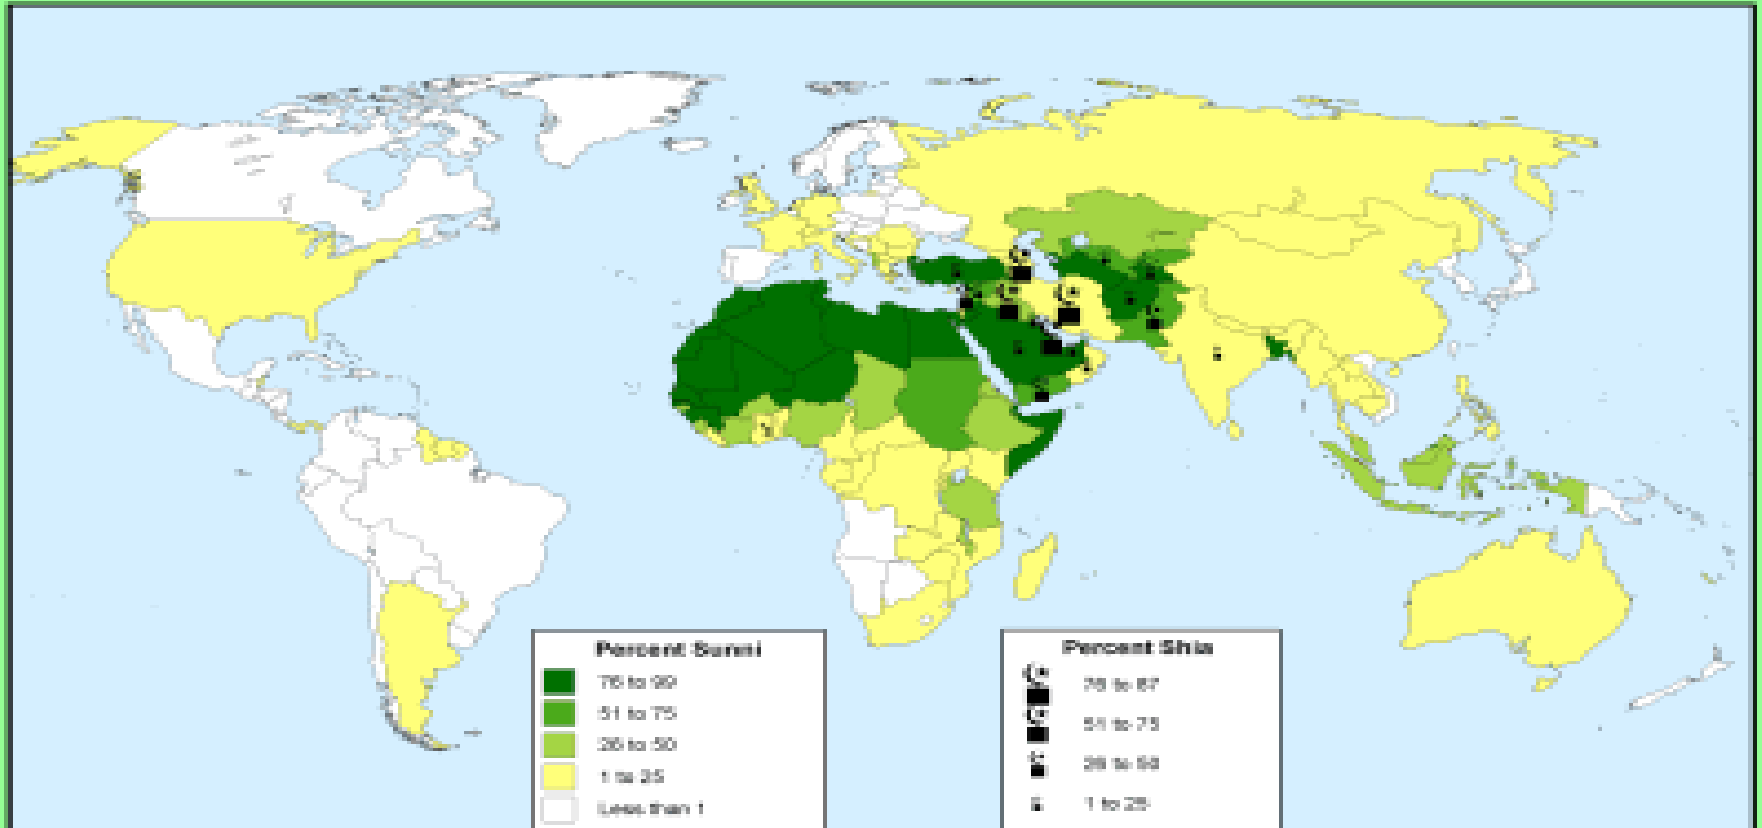 Percent Sunni
76 to 99
51 to 75
26 to 50
1 to 25
Less than 1
Percent Shia
76 to 87
51 to 75
26 to 50
1 to 25